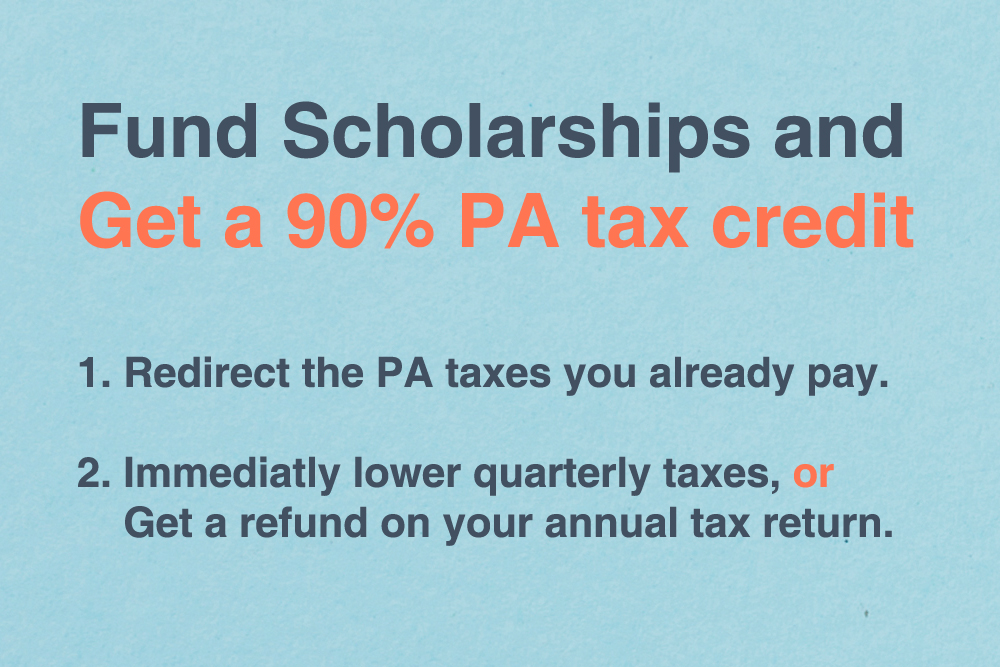 Fund Scholarships and
Get a 90% PA tax credit
1. Redirect the PA taxes you already pay.
2. Immediatly lower quarterly taxes, or
Get a refund on your annual tax return.